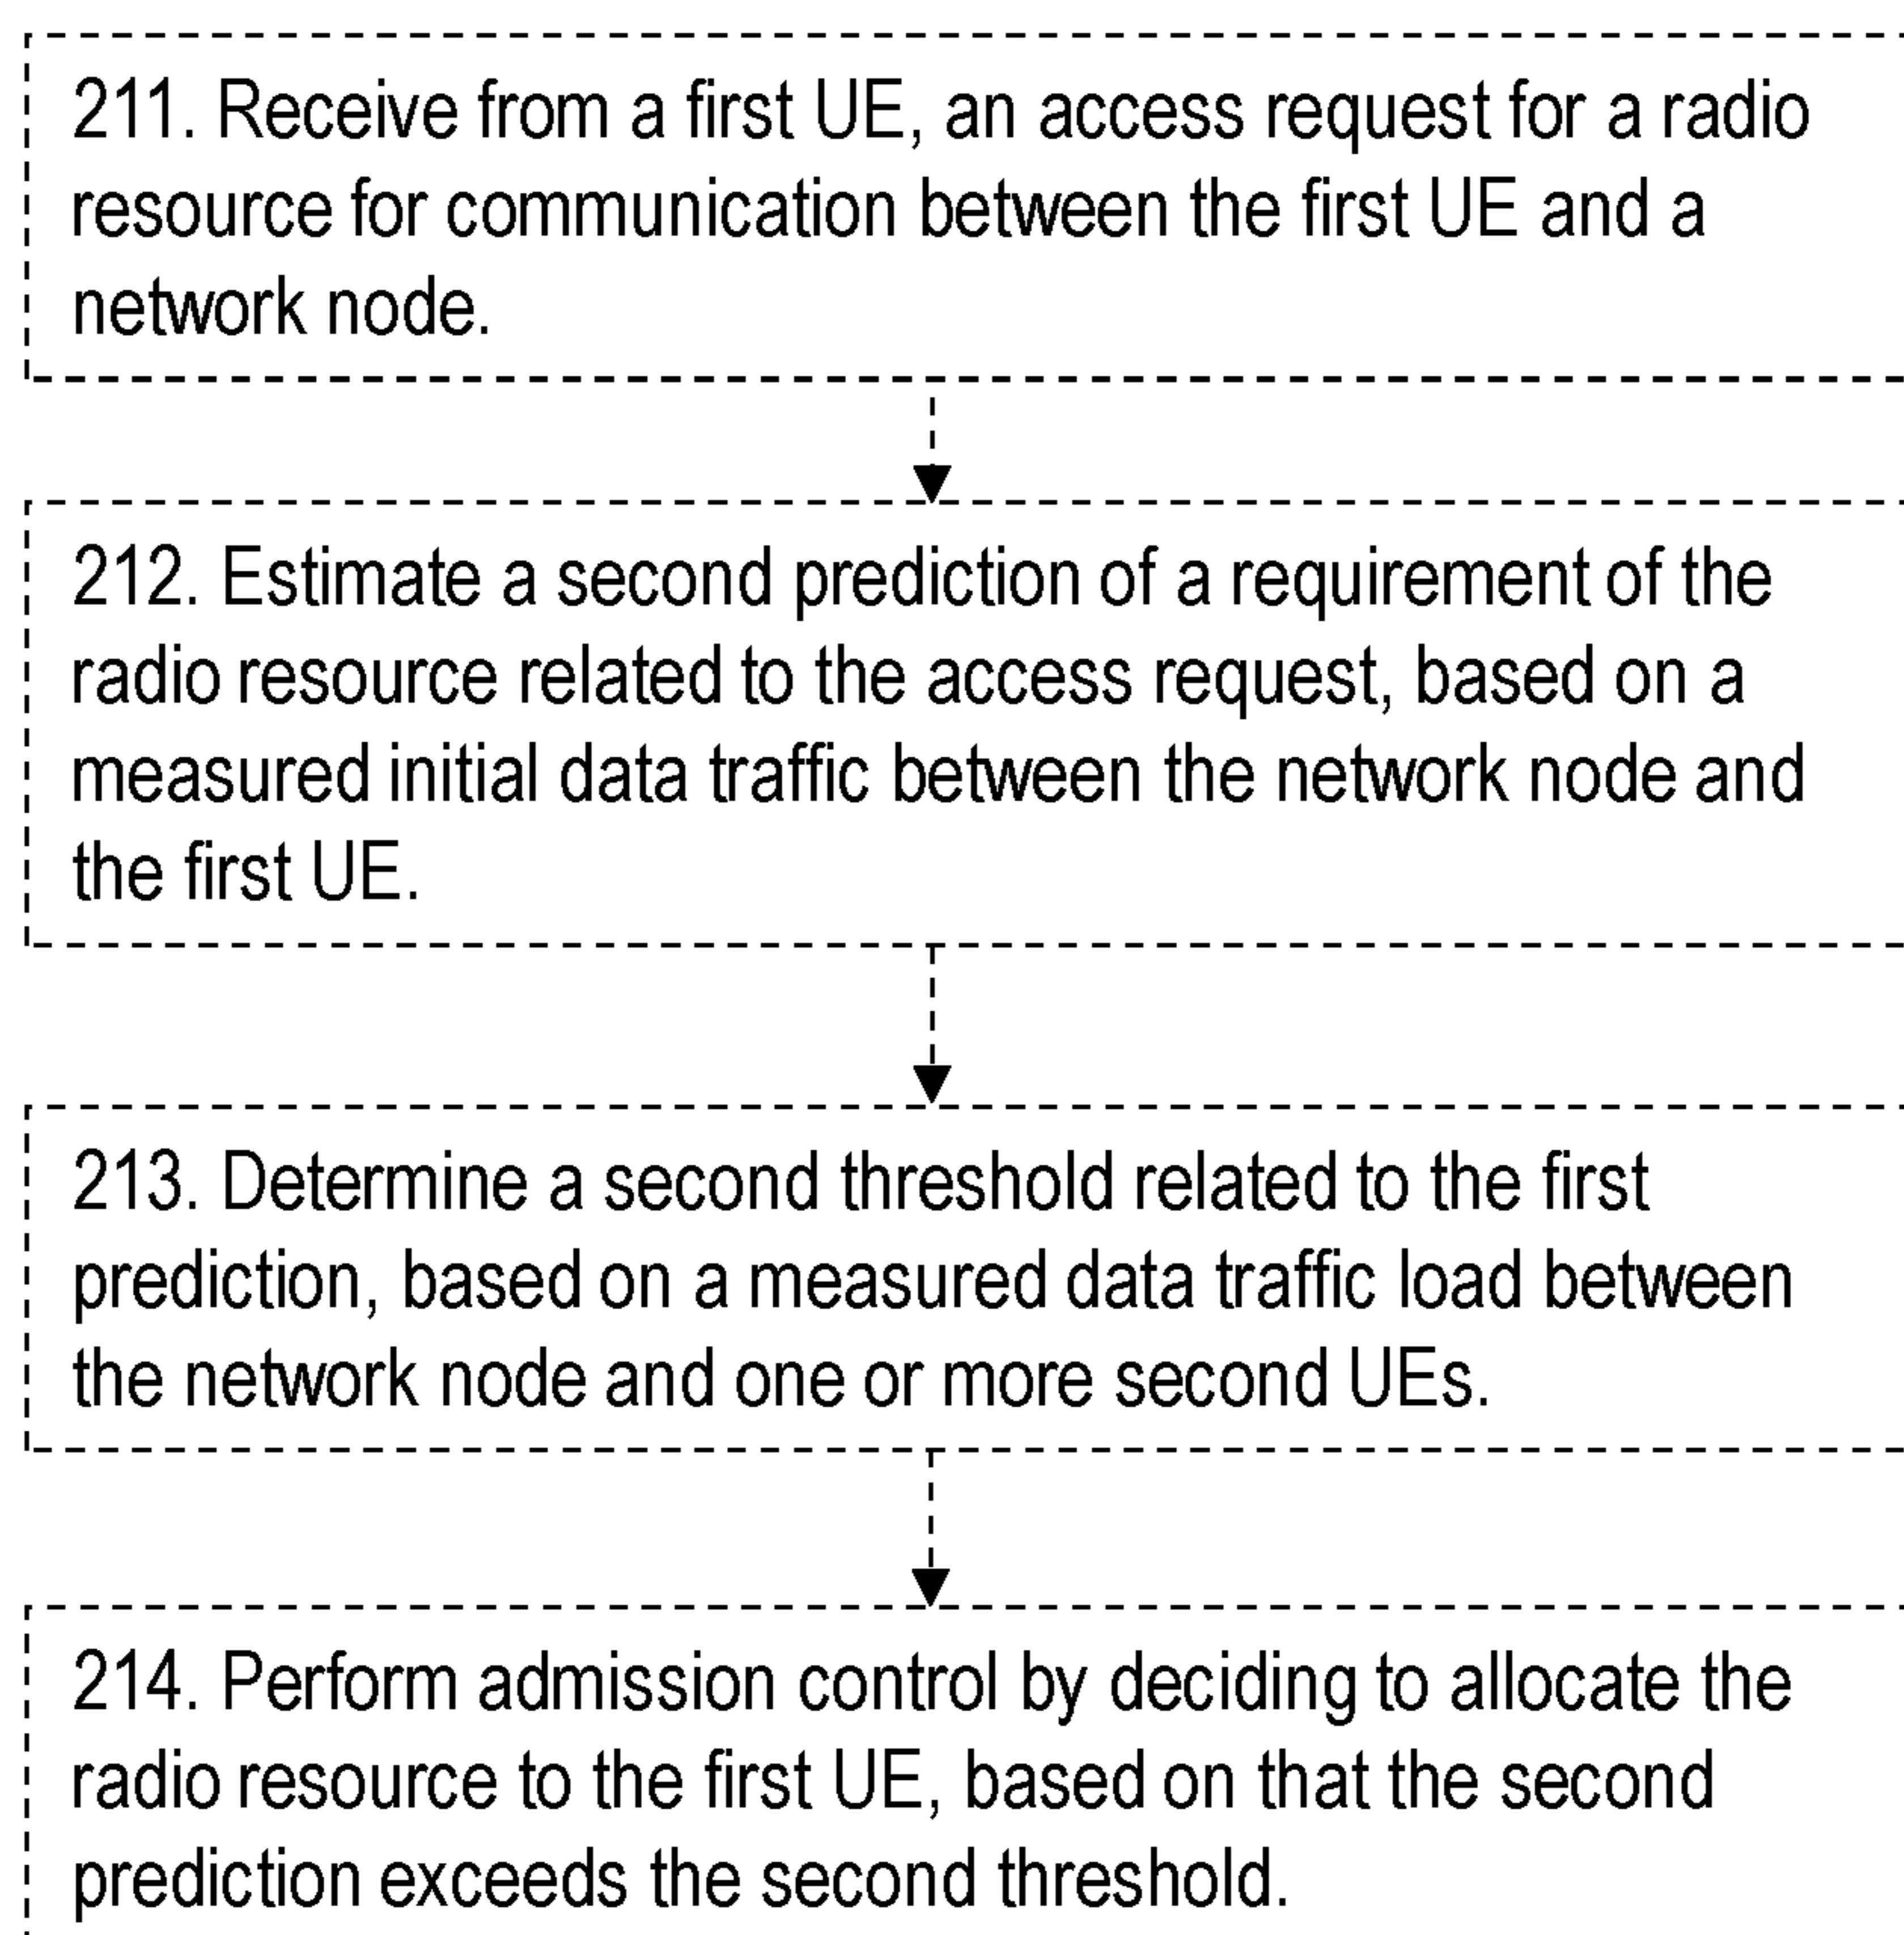 211. Receive from a first UE, an access request for a radio
resource for communication between the first UE and a
network node.
212. Estimate a second prediction of a requirement of the
radio resource related to the access request, based on a
measured initial data traffic between the network node and
the first UE.
213. Determine a second threshold related to the first
prediction, based on a measured data traffic load between
the network node and one or more second UEs.
214. Perform admission control by deciding to allocate the
radio resource to the first UE, based on that the second
prediction exceeds the second threshold.